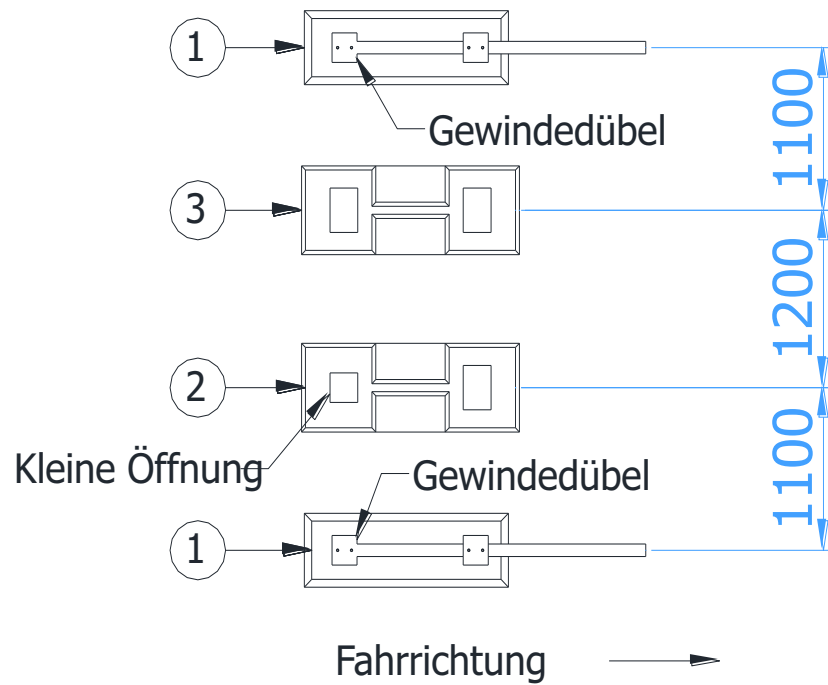 1
Gewindedübel
1100
3
1200
2
Kleine Öffnung
Gewindedübel
1100
1
Fahrrichtung